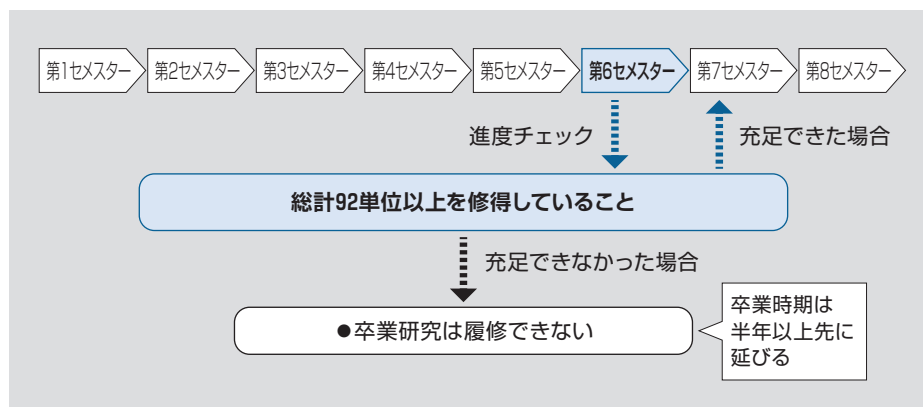 第1セメスター 第2セメスター 第3セメスター 第4セメスター 第5セメスター 第6セメスター 第7セメスター 第8セメスター
進度チェック
充足できた場合
総計92単位以上を修得していること
充足できなかった場合
●卒業研究は履修できない
卒業時期は
半年以上先に
延びる